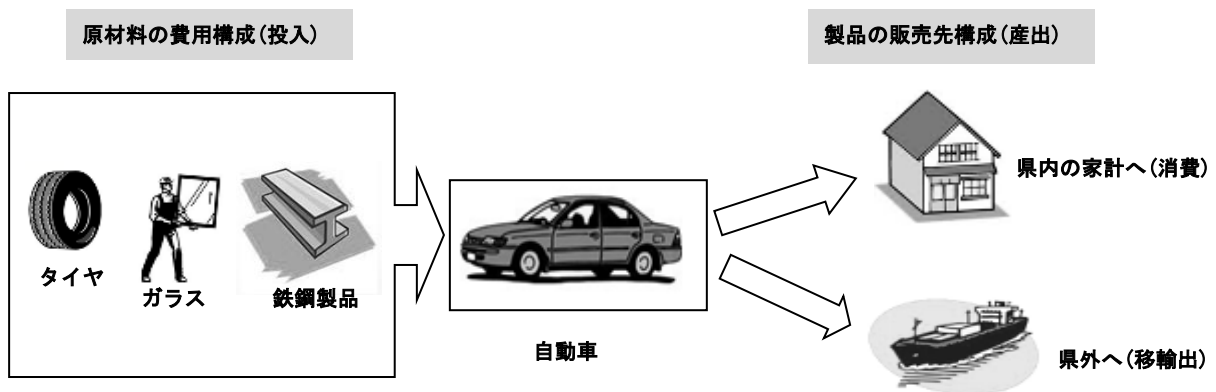 原材料の費用構成(投入)
製品の販売先構成(産出)
タイヤ
ガラス
鉄鋼製品
自動車
県内の家計へ(消費)
県外へ(移輸出)